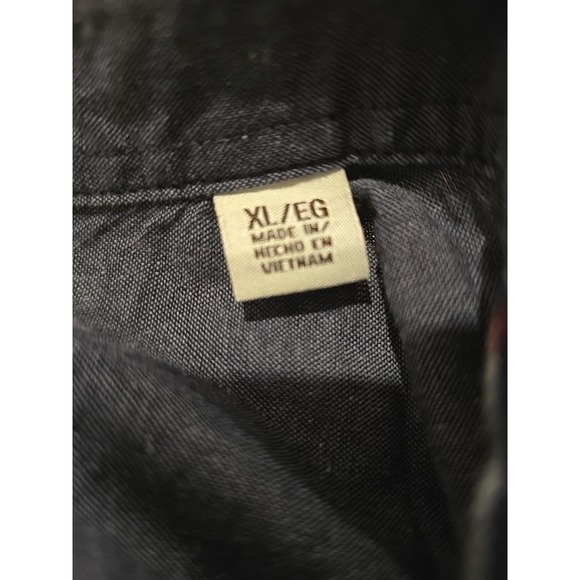 XL/EG
MADE IN/
HECHO EN
VIETNAM